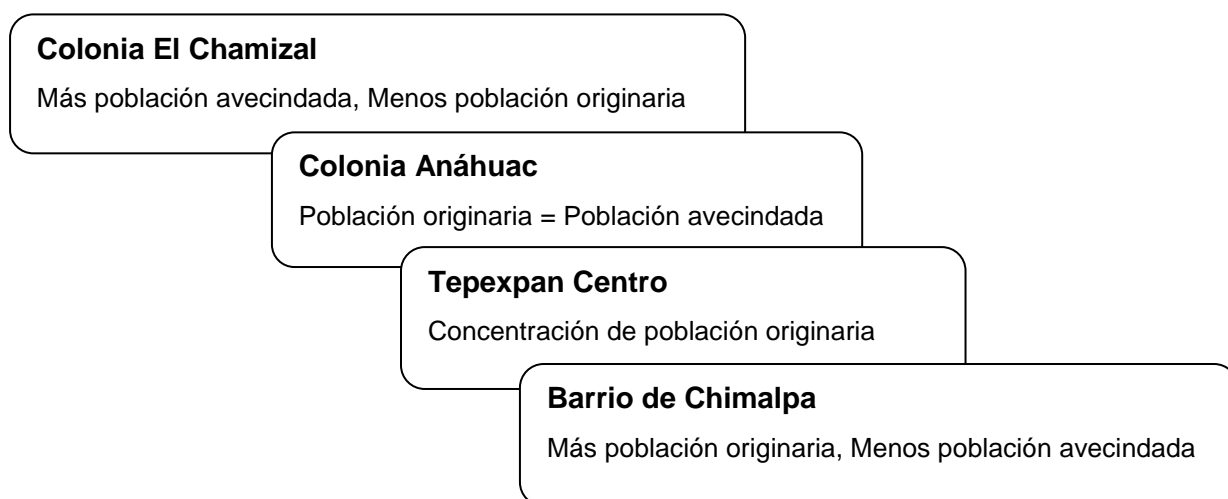 Colonia El Chamizal
Más población avecindada, Menos población originaria
Colonia Anáhuac
Población originaria = Población avecindada
Tepexpan Centro
Concentración de población originaria
Barrio de Chimalpa
Más población originaria, Menos población avecindada